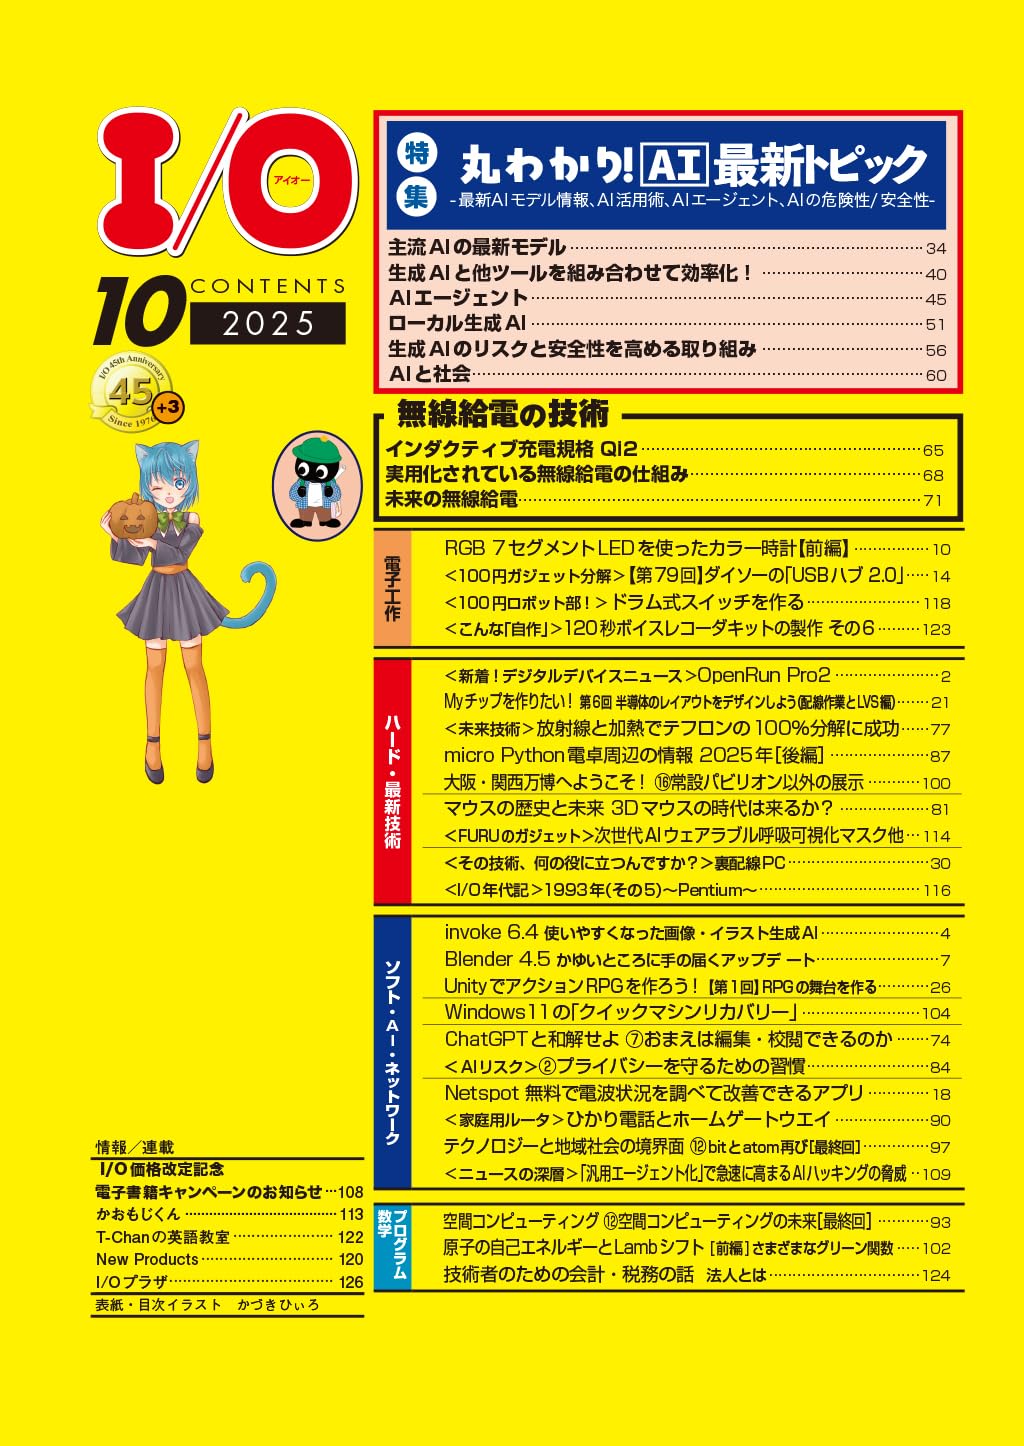 I/O
アイオー
10
CONTENTS
2025
I/O 45th Anniversary
45
+3
Since 1976
特集
丸わかり! AI 最新トピック
-最新AIモデル情報、AI活用術、AIエージェント、AIの危険性/安全性-
主流AIの最新モデル 34
生成AIと他ツールを組み合わせて効率化! 40
AIエージェント 45
ローカル生成AI 51
生成AIのリスクと安全性を高める取り組み 56
AIと社会 60
無線給電の技術
インダクティブ充電規格 Qi2 65
実用化されている無線給電の仕組み 68
未来の無線給電 71
電子工作
RGB 7セグメントLEDを使ったカラー時計【前編】 10
<100円ガジェット分解>【第79回】ダイソーの「USBハブ 2.0」 14
<100円ロボット部!>ドラム式スイッチを作る 118
<こんな「自作」>120秒ボイスレコーダキットの製作 その6 123
ハード・最新技術
<新着!デジタルデバイスニュース>OpenRun Pro2 2
Myチップを作りたい! 第6回 半導体のレイアウトをデザインしよう(配線作業とLVS編) 21
<未来技術>放射線と加熱でテフロンの100%分解に成功 77
micro Python電卓周辺の情報 2025年[後編] 87
大阪・関西万博へようこそ! ⑯常設パビリオン以外の展示 100
マウスの歴史と未来 3Dマウスの時代は来るか? 81
<FURUのガジェット>次世代AIウェアラブル呼吸可視化マスク他 114
<その技術、何の役に立つんですか?>裏配線PC 30
<I/O年代記>1993年(その5)〜Pentium〜 116
ソフト・AI・ネットワーク
invoke 6.4 使いやすくなった画像・イラスト生成AI 4
Blender 4.5 かゆいところに手の届くアップデート 7
UnityでアクションRPGを作ろう!【第1回】RPGの舞台を作る 26
Windows11の「クイックマシンリカバリー」 104
ChatGPTと和解せよ ⑦おまえは編集・校閲できるのか 74
<AIリスク>②プライバシーを守るための習慣 84
Netspot 無料で電波状況を調べて改善できるアプリ 18
<家庭用ルータ>ひかり電話とホームゲートウエイ 90
テクノロジーと地域社会の境界面 ⑫bitとatom再び[最終回] 97
<ニュースの深層>「汎用エージェント化」で急速に高まるAIハッキングの脅威 109
プログラム
数学
空間コンピューティング ⑫空間コンピューティングの未来[最終回] 93
原子の自己エネルギーとLambシフト [前編]さまざまなグリーン関数 102
技術者のための会計・税務の話 法人とは 124
情報/連載
I/O価格改定記念
電子書籍キャンペーンのお知らせ 108
かおもじくん 113
T-Chanの英語教室 122
New Products 120
I/Oプラザ 126
表紙・目次イラスト かづきひぃろ